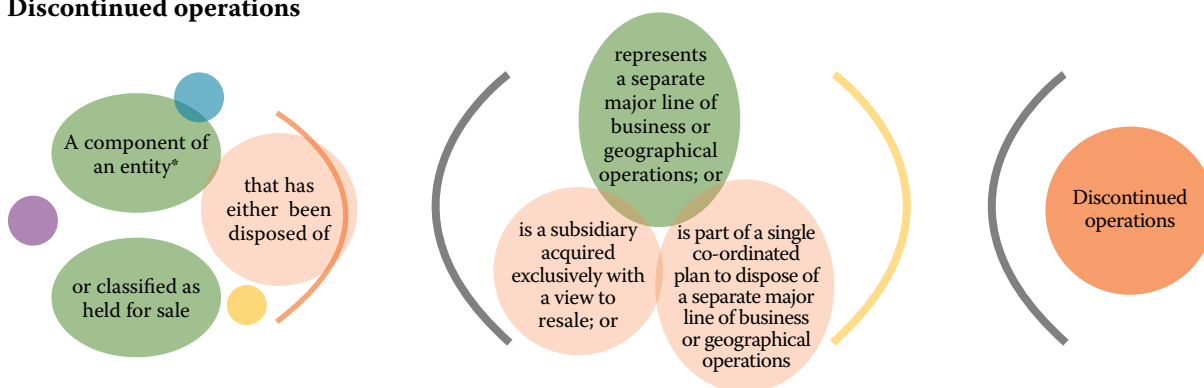 Discontinued operations
A component of
an entity*
that has
either been
disposed of
or classified as
held for sale
represents
a separate
major line of
business or
geographical
operations; or
is a subsidiary
acquired
exclusively with
a view to
resale; or
is part of a single
co-ordinated
plan to dispose of
a separate major
line of business
or geographical
operations
Discontinued
operations